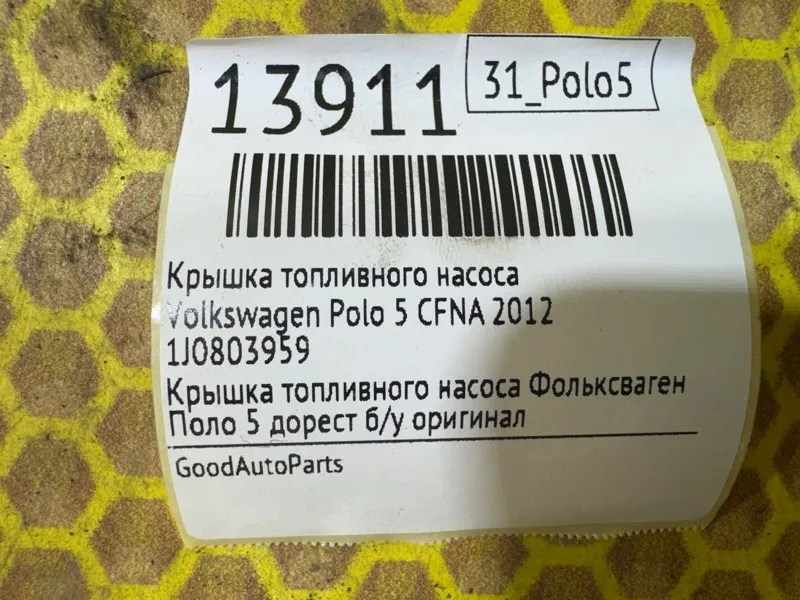 13911
31_Polo5
Крышка топливного насоса
Volkswagen Polo 5 CFNA 2012
1J0803959
Крышка топливного насоса Фольксваген
Поло 5 дорест б/у оригинал
GoodAutoParts